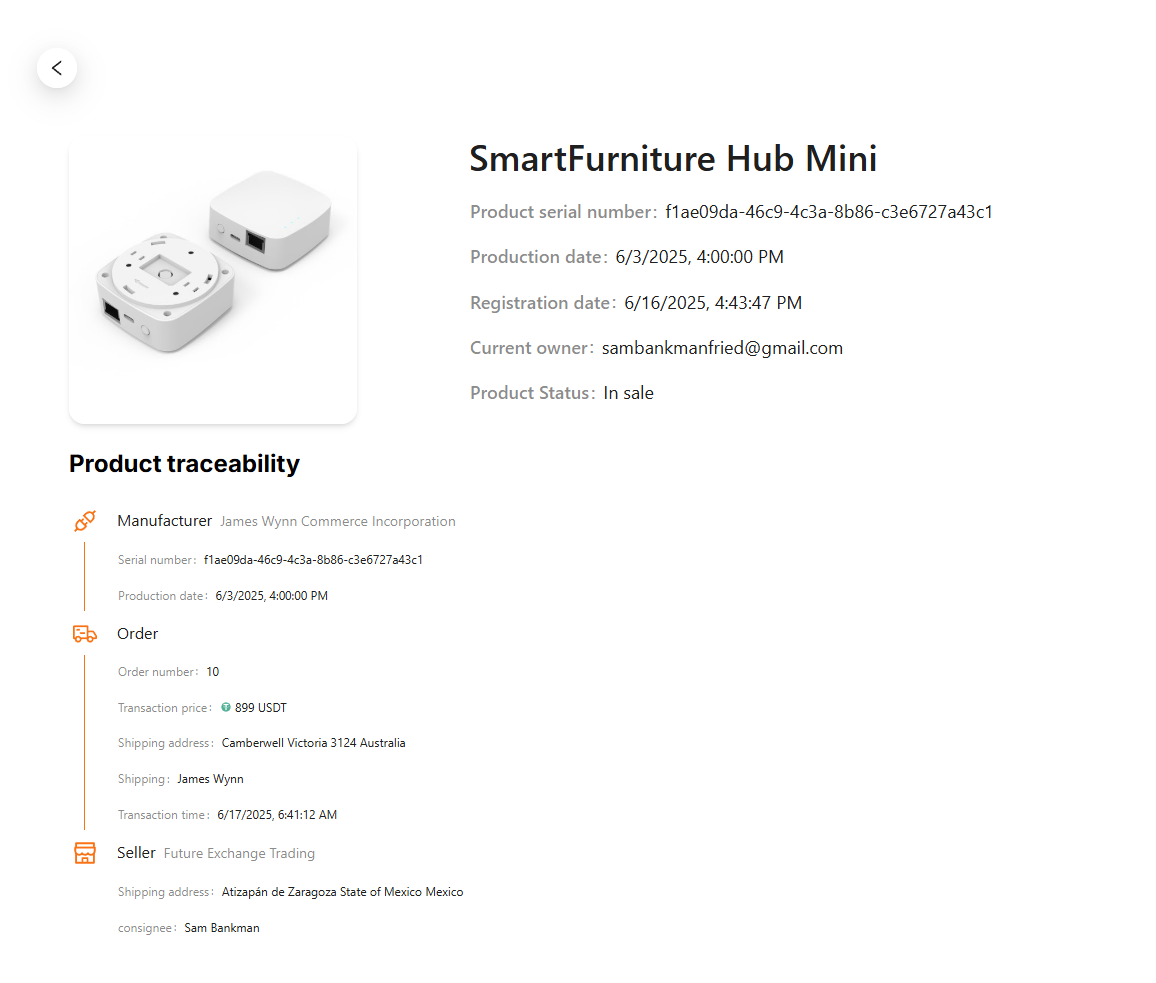 SmartFurniture Hub Mini
Product serial number: f1ae09da-46c9-4c3a-8b86-c3e6727a43c1
Production date: 6/3/2025, 4:00:00 PM
Registration date: 6/16/2025, 4:43:47 PM
Current owner: sambankmanfried@gmail.com
Product Status: In sale
Product traceability
Manufacturer James Wynn Commerce Incorporation
Serial number: f1ae09da-46c9-4c3a-8b86-c3e6727a43c1
Production date: 6/3/2025, 4:00:00 PM
Order
Order number: 10
Transaction price: 899 USDT
Shipping address: Camberwell Victoria 3124 Australia
Shipping: James Wynn
Transaction time: 6/17/2025, 6:41:12 AM
Seller Future Exchange Trading
Shipping address: Atizapán de Zaragoza State of Mexico Mexico
consignee: Sam Bankman